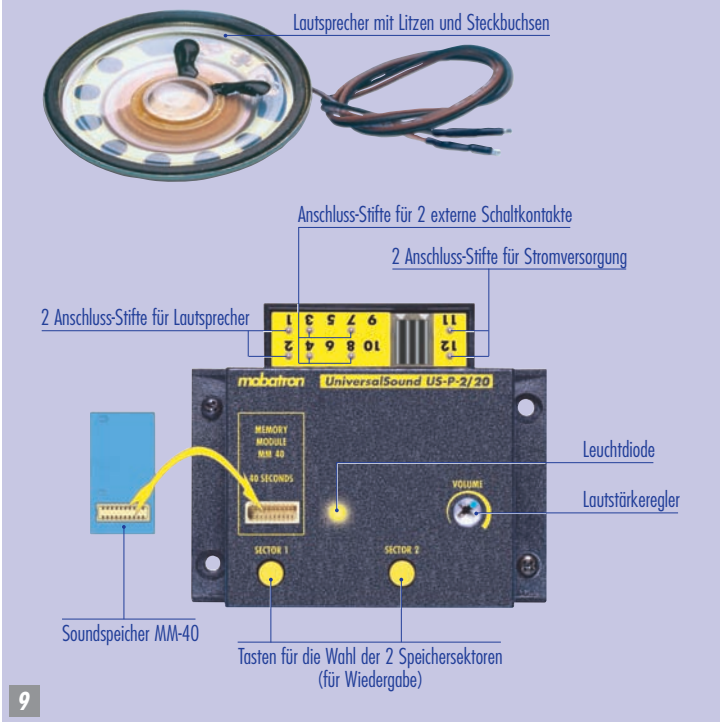 Lautsprecher mit Litzen und Steckbuchsen
Anschluss-Stifte für 2 externe Schaltkontakte
2 Anschluss-Stifte für Stromversorgung
2 Anschluss-Stifte für Lautsprecher
1 3 5 7 9 11
2 4 6 8 10 12
mobatron UniversalSound US-P-2/20
MEMORY
MODULE
MM 40
40 SECONDS
VOLUME
Leuchtdiode
Lautstärkeregler
SECTOR 1 SECTOR 2
Soundspeicher MM-40
Tasten für die Wahl der 2 Speichersektoren
(für Wiedergabe)
9